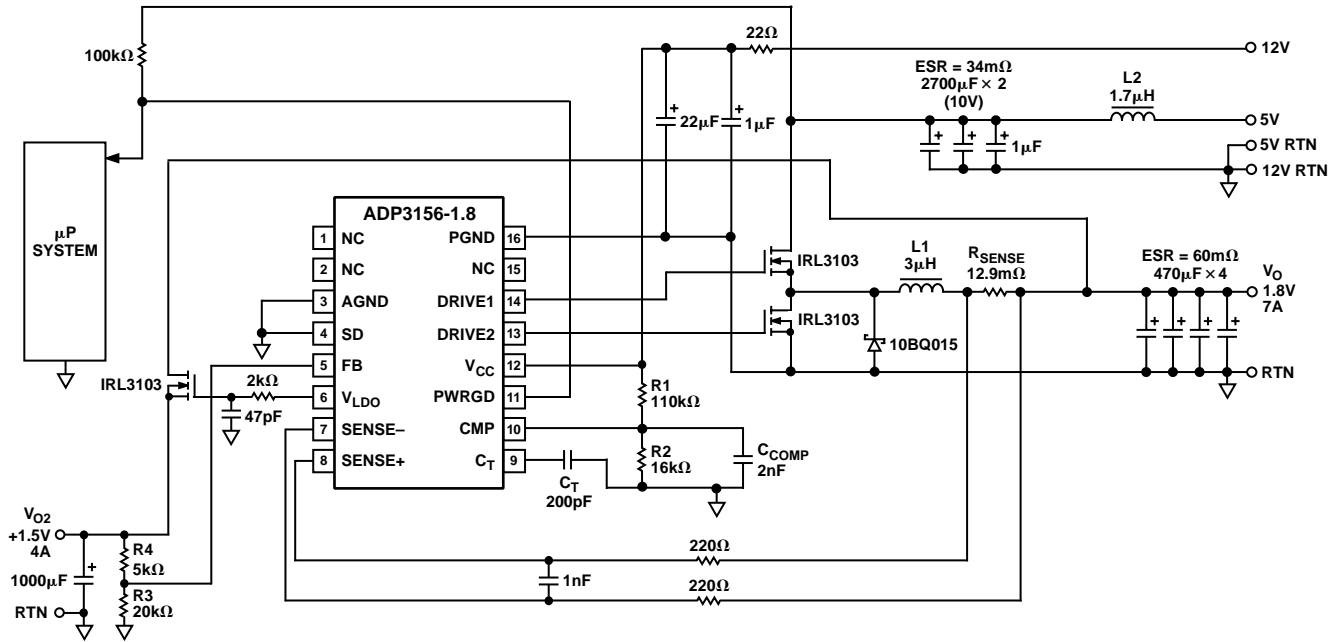 22Ω
12V
100kΩ
ESR = 34mΩ
2700μF × 2
(10V)
L2
1.7μH
22μF
1μF
5V
1μF
5V RTN
12V RTN
μP
SYSTEM
ADP3156-1.8
1 NC
2 NC
3 AGND
4 SD
5 FB
6 VLDO
7 SENSE–
8 SENSE+
PGND 16
NC 15
DRIVE1 14
DRIVE2 13
VCC 12
PWRGD 11
CMP 10
CT 9
IRL3103
IRL3103
L1
3μH
RSENSE
12.9mΩ
ESR = 60mΩ
470μF × 4
VO
1.8V
7A
10BQ015
RTN
IRL3103
2kΩ
47pF
R1
110kΩ
R2
16kΩ
CCOMP
2nF
CT
200pF
VO2
+1.5V
4A
1000μF
R4
5kΩ
R3
20kΩ
RTN
220Ω
1nF
220Ω